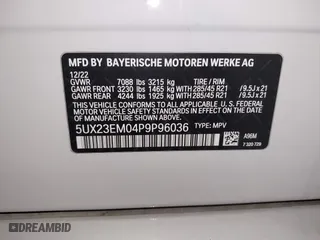 MFD BY BAYERISCHE MOTOREN WERKE AG
12/22
GVWR 7088 lbs 3215 kg TIRE / RIM
GAWR FRONT 3230 lbs 1465 kg WITH 285/45 R21 /9.5J x 21
GAWR REAR 4244 lbs 1925 kg WITH 285/45 R21 /9.5J x 21
THIS VEHICLE CONFORMS TO ALL APPLICABLE U.S. FEDERAL
MOTOR VEHICLE SAFETY STANDARDS IN EFFECT ON THE DATE OF
MANUFACTURE SHOWN ABOVE.
5UX23EM04P9P96036 TYPE: MPV
A96M
7 320 729
DREAMBID